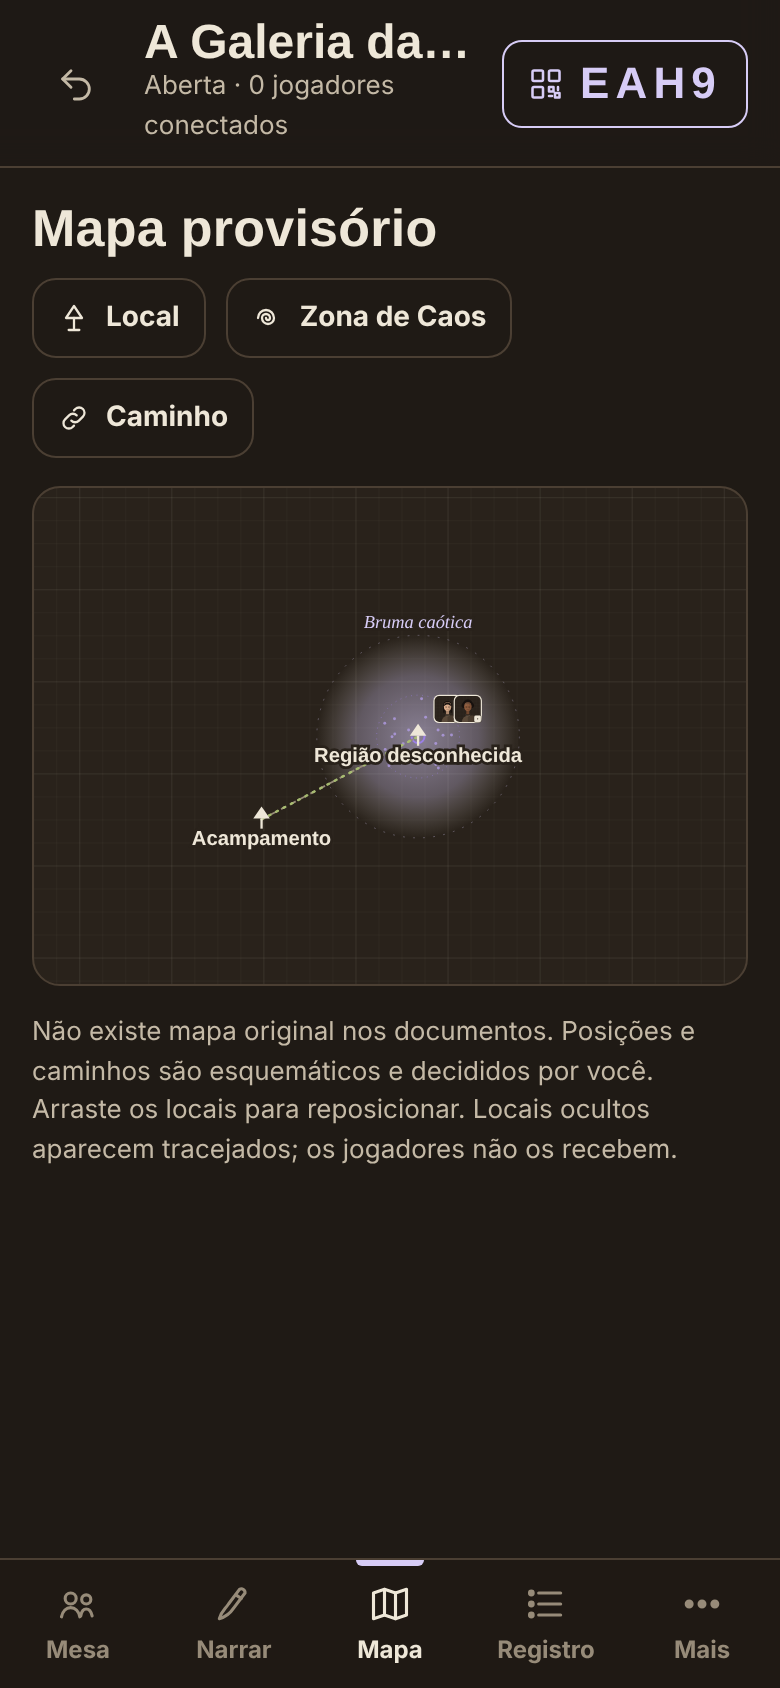 A Galeria da...
Aberta · 0 jogadores
conectados
EAH9
Mapa provisório
Local
Zona de Caos
Caminho
Bruma caótica
Região desconhecida
Acampamento
Não existe mapa original nos documentos. Posições e
caminhos são esquemáticos e decididos por você.
Arraste os locais para reposicionar. Locais ocultos
aparecem tracejados; os jogadores não os recebem.
Mesa
Narrar
Mapa
Registro
Mais